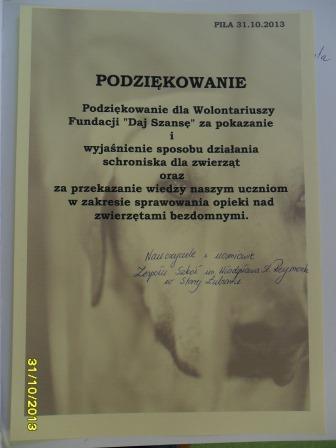 PIŁA 31.10.2013
PODZIĘKOWANIE
Podziękowanie dla Wolontariuszy
Fundacji "Daj Szansę" za pokazanie
i
wyjaśnienie sposobu działania
schroniska dla zwierząt
oraz
za przekazanie wiedzy naszym uczniom
w zakresie sprawowania opieki nad
zwierzętami bezdomnymi.
Nauczyciele i uczniowie
Zespołu Szkół im. Władysława St. Reymonta
w Starej Łubiance
31/10/2013